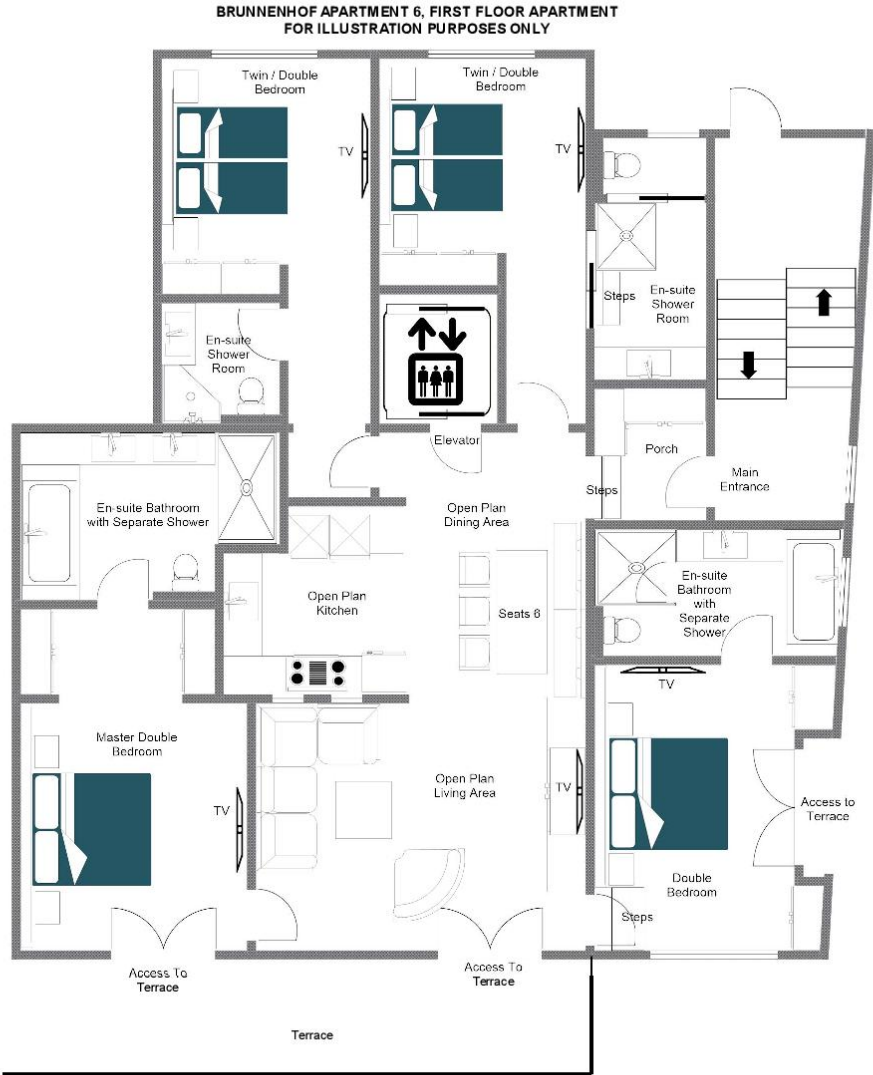 BRUNNENHOF APARTMENT 6, FIRST FLOOR APARTMENT
FOR ILLUSTRATION PURPOSES ONLY
Twin / Double
Bedroom
TV
Twin / Double
Bedroom
TV
Steps
En-suite
Shower
Room
En-suite
Shower
Room
Elevator
Porch
Steps
Main
Entrance
En-suite Bathroom
with Separate Shower
Open Plan
Dining Area
Open Plan
Kitchen
Seats 6
En-suite
Bathroom
with
Separate
Shower
TV
Master Double
Bedroom
TV
Open Plan
Living Area
TV
Access to
Terrace
Double
Bedroom
Steps
Access To
Terrace
Access To
Terrace
Terrace